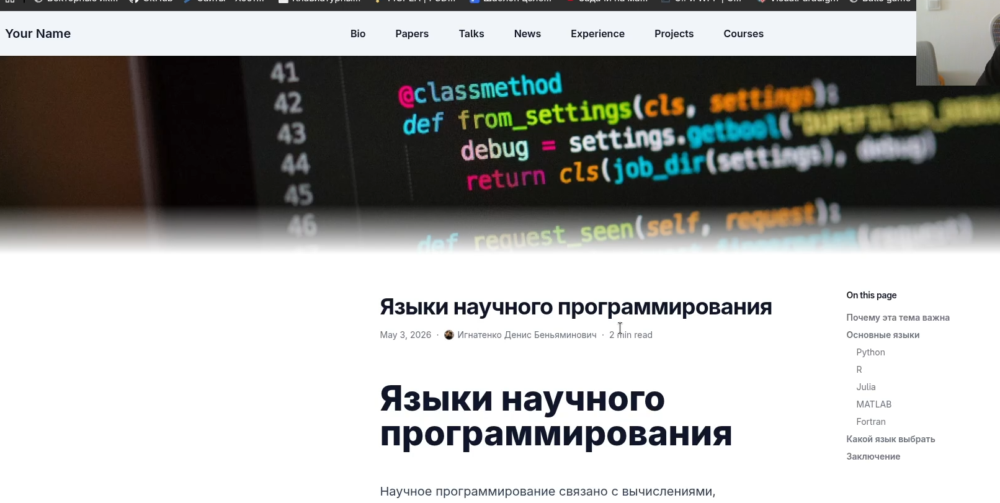 GitHub
Your Name
Bio Papers Talks News Experience Projects Courses
41
42 @classmethod
43 def from_settings(cls, settings):
44 debug = settings.getbool(
45 return cls(job_dir(settings), debug)
46
def request_seen(self, request):
Языки научного программирования
May 3, 2026 · Игнатенко Денис Беньяминович · 2 min read
Языки научного
программирования
Научное программирование связано с вычислениями,
On this page
Почему эта тема важна
Основные языки
Python
R
Julia
MATLAB
Fortran
Какой язык выбрать
Заключение